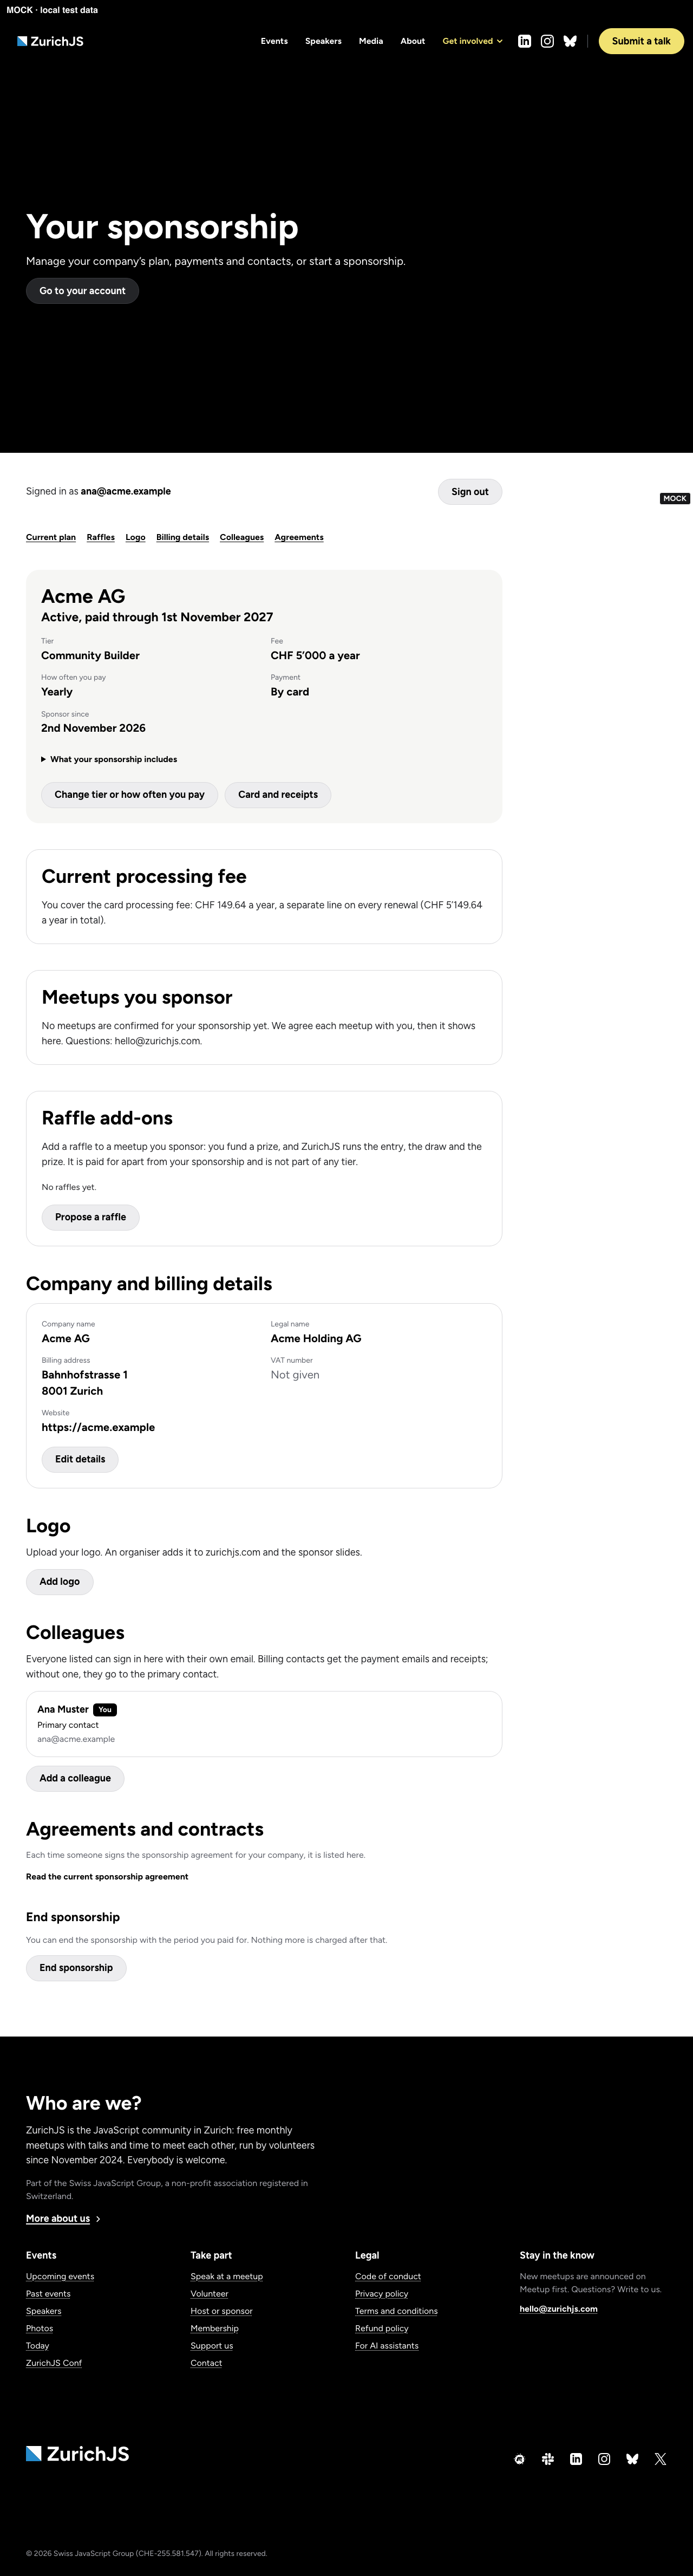 MOCK · local test data
ZurichJS
Events Speakers Media About Get involved
Submit a talk
Your sponsorship
Manage your company’s plan, payments and contacts, or start a sponsorship.
Go to your account
Signed in as ana@acme.example
Sign out
MOCK
Current plan Raffles Logo Billing details Colleagues Agreements
Acme AG
Active, paid through 1st November 2027
Tier
Community Builder
Fee
CHF 5’000 a year
How often you pay
Yearly
Payment
By card
Sponsor since
2nd November 2026
What your sponsorship includes
Change tier or how often you pay
Card and receipts
Current processing fee
You cover the card processing fee: CHF 149.64 a year, a separate line on every renewal (CHF 5’149.64
a year in total).
Meetups you sponsor
No meetups are confirmed for your sponsorship yet. We agree each meetup with you, then it shows
here. Questions: hello@zurichjs.com.
Raffle add-ons
Add a raffle to a meetup you sponsor: you fund a prize, and ZurichJS runs the entry, the draw and the
prize. It is paid for apart from your sponsorship and is not part of any tier.
No raffles yet.
Propose a raffle
Company and billing details
Company name
Acme AG
Legal name
Acme Holding AG
Billing address
Bahnhofstrasse 1
8001 Zurich
VAT number
Not given
Website
https://acme.example
Edit details
Logo
Upload your logo. An organiser adds it to zurichjs.com and the sponsor slides.
Add logo
Colleagues
Everyone listed can sign in here with their own email. Billing contacts get the payment emails and receipts;
without one, they go to the primary contact.
Ana Muster You
Primary contact
ana@acme.example
Add a colleague
Agreements and contracts
Each time someone signs the sponsorship agreement for your company, it is listed here.
Read the current sponsorship agreement
End sponsorship
You can end the sponsorship with the period you paid for. Nothing more is charged after that.
End sponsorship
Who are we?
ZurichJS is the JavaScript community in Zurich: free monthly
meetups with talks and time to meet each other, run by volunteers
since November 2024. Everybody is welcome.
Part of the Swiss JavaScript Group, a non-profit association registered in
Switzerland.
More about us
Events
Upcoming events
Past events
Speakers
Photos
Today
ZurichJS Conf
Take part
Speak at a meetup
Volunteer
Host or sponsor
Membership
Support us
Contact
Legal
Code of conduct
Privacy policy
Terms and conditions
Refund policy
For AI assistants
Stay in the know
New meetups are announced on
Meetup first. Questions? Write to us.
hello@zurichjs.com
ZurichJS
© 2026 Swiss JavaScript Group (CHE-255.581.547). All rights reserved.